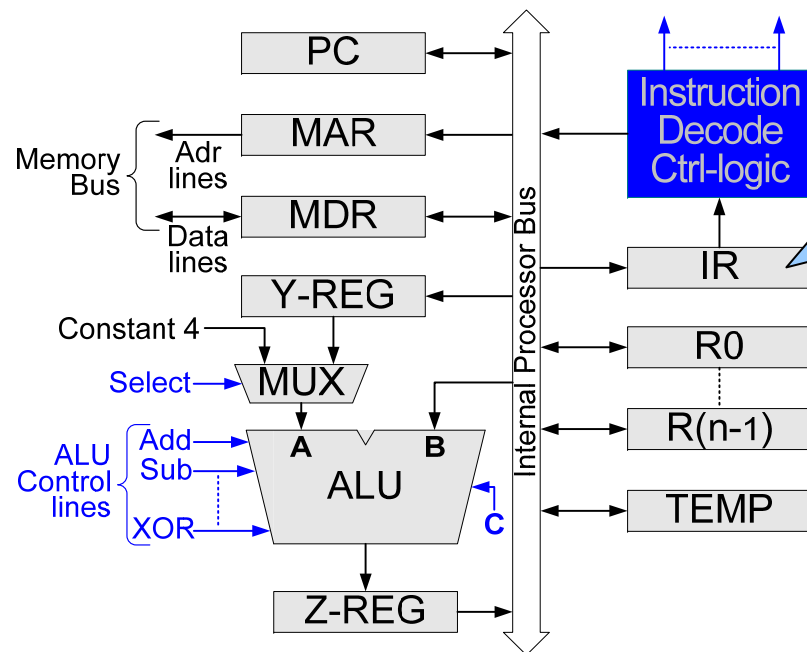 PC
MAR
Adr
lines
Memory
Bus
MDR
Data
lines
Y-REG
Constant 4
Select
MUX
A
B
ALU
Control
lines
Add
Sub
XOR
ALU
C
Z-REG
Internal Processor Bus
Instruction
Decode
Ctrl-logic
IR
R0
R(n-1)
TEMP